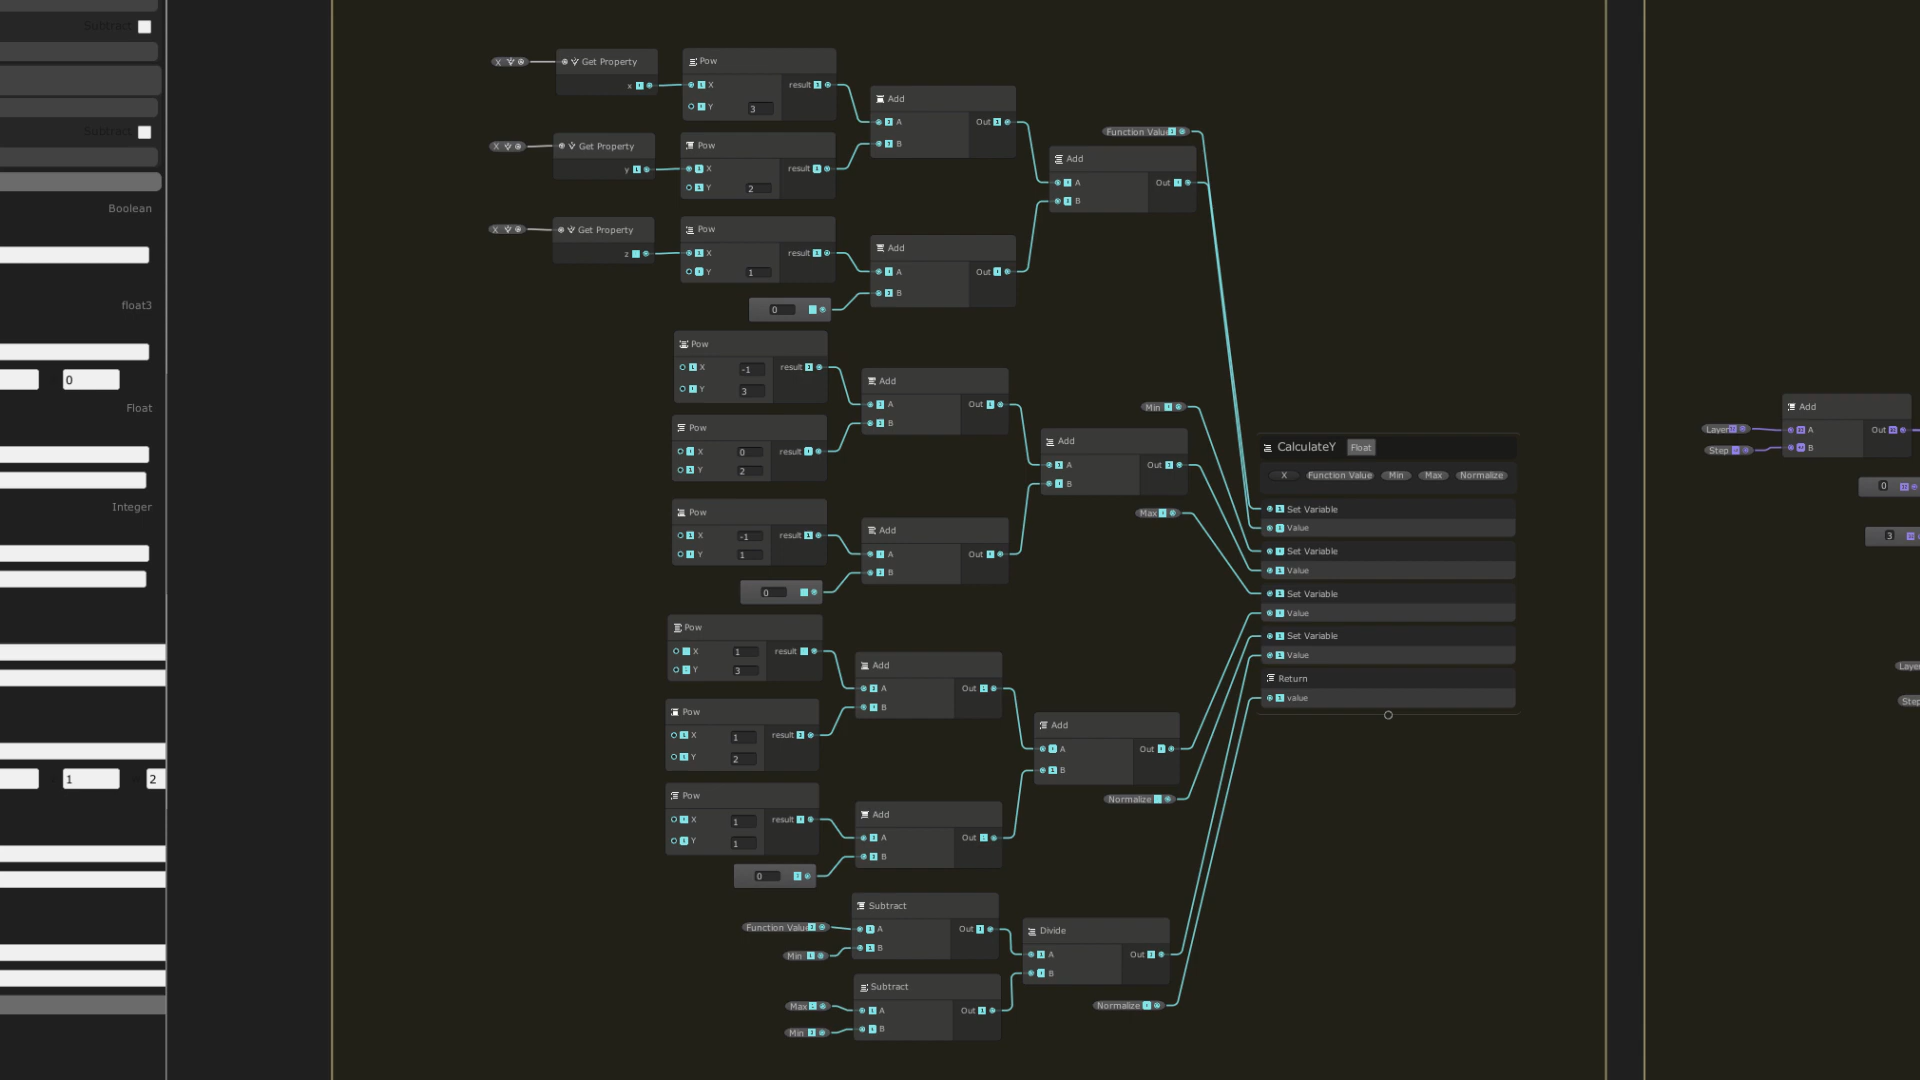 Subtract
Subtract
Boolean
float3
0
Float
Integer
1 2
X
Get Property
x
Pow
X
result
Y 3
X
Get Property
y
Pow
X
result
Y 2
X
Get Property
z
Pow
X
result
Y 1
0
Add
A
Out
B
Add
A
Out
B
Function Value
Add
A
Out
B
Pow
X -1
result
Y 3
Pow
X 0
result
Y 2
Pow
X -1
result
Y 1
0
Add
A
Out
B
Add
A
Out
B
Add
A
Out
B
Min
Max
Pow
X 1
result
Y 3
Pow
X 1
result
Y 2
Pow
X 1
result
Y 1
0
Add
A
Out
B
Add
A
Out
B
Add
A
Out
B
Normalize
Function Value
Min
Subtract
A
Out
B
Max
Min
Subtract
A
Out
B
Divide
A
Out
B
Normalize
CalculateY Float
X Function Value Min Max Normalize
Set Variable
Value
Set Variable
Value
Set Variable
Value
Set Variable
Value
Return
value
Layer
Step
Add
A
Out
B
0
3
Laye
Step